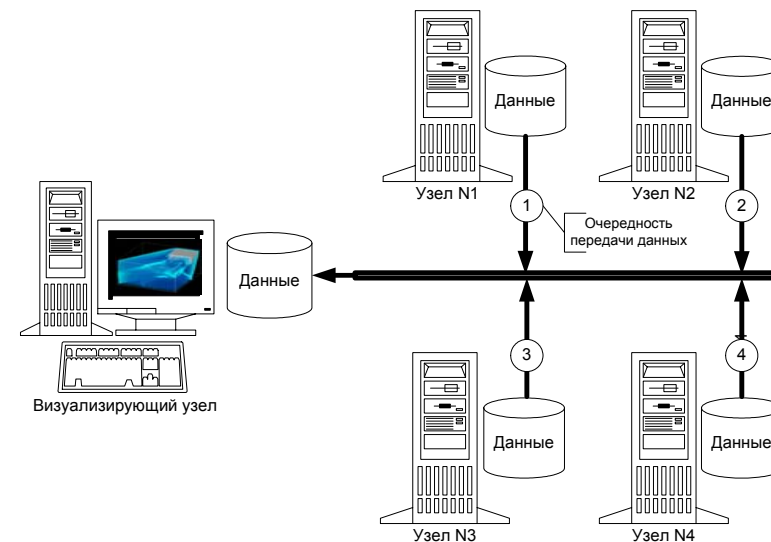 Данные
Данные
Узел N1
Узел N2
1
2
Очередность
передачи данных
Данные
3
4
Визуализирующий узел
Данные
Данные
Узел N3
Узел N4